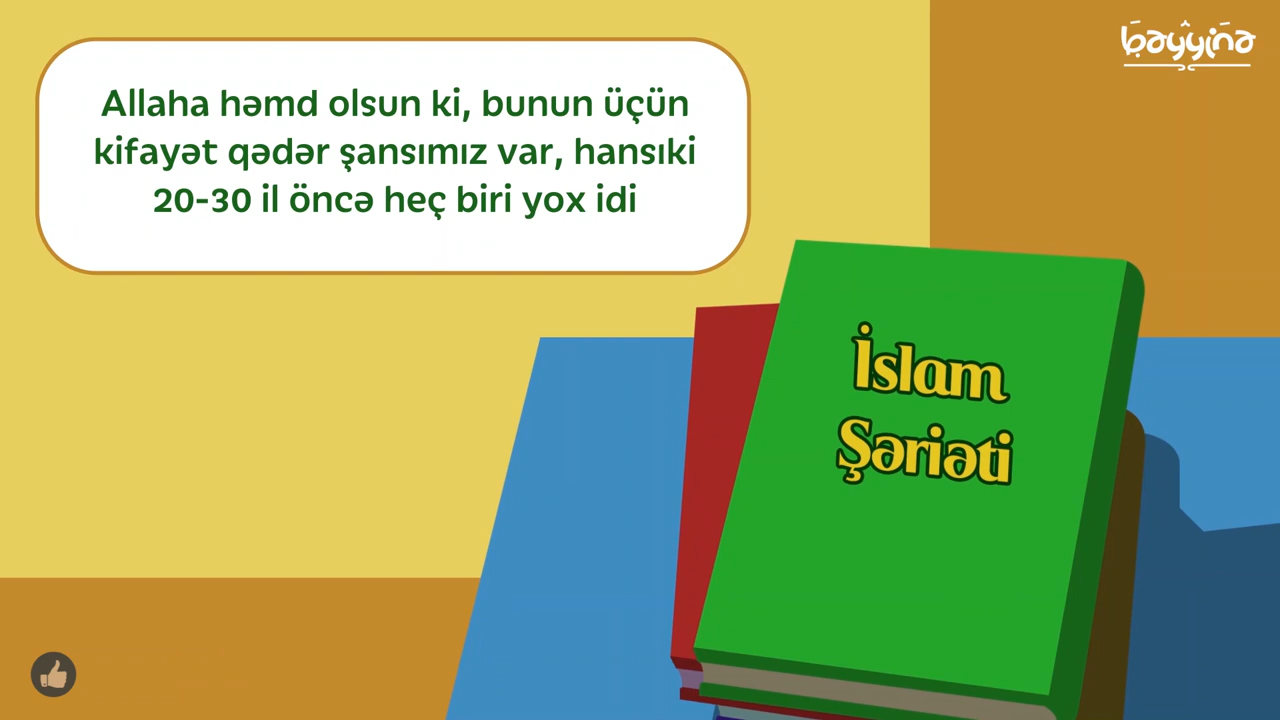 bayyinə
Allaha həmd olsun ki, bunun üçün
kifayət qədər şansımız var, hansıki
20-30 il öncə heç biri yox idi
İslam
Şəriəti